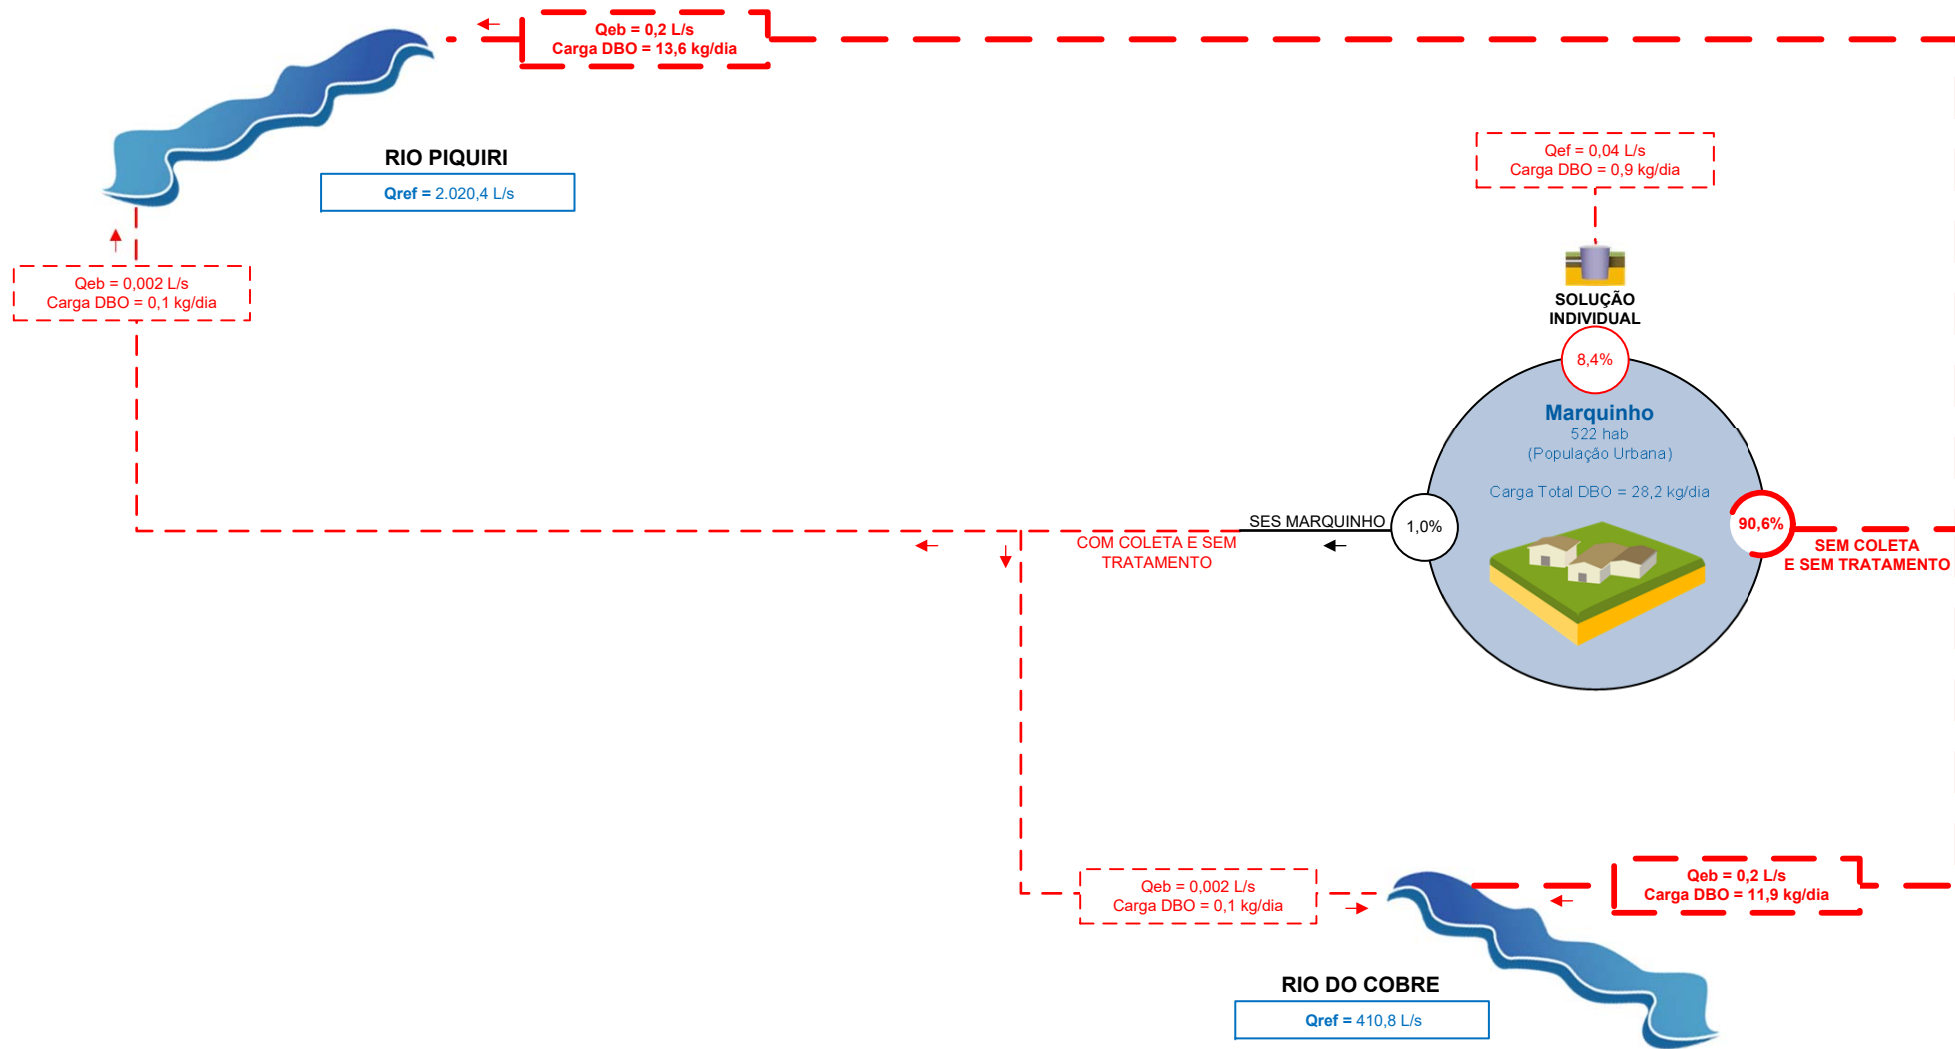 Qeb = 0,2 L/s
Carga DBO = 13,6 kg/dia
RIO PIQUIRI
Qref = 2.020,4 L/s
Qef = 0,04 L/s
Carga DBO = 0,9 kg/dia
Qeb = 0,002 L/s
Carga DBO = 0,1 kg/dia
SOLUÇÃO
INDIVIDUAL
8,4%
Marquinho
522 hab
(População Urbana)
Carga Total DBO = 28,2 kg/dia
SES MARQUINHO
1,0%
90,6%
COM COLETA E SEM
TRATAMENTO
SEM COLETA
E SEM TRATAMENTO
Qeb = 0,002 L/s
Carga DBO = 0,1 kg/dia
Qeb = 0,2 L/s
Carga DBO = 11,9 kg/dia
RIO DO COBRE
Qref = 410,8 L/s